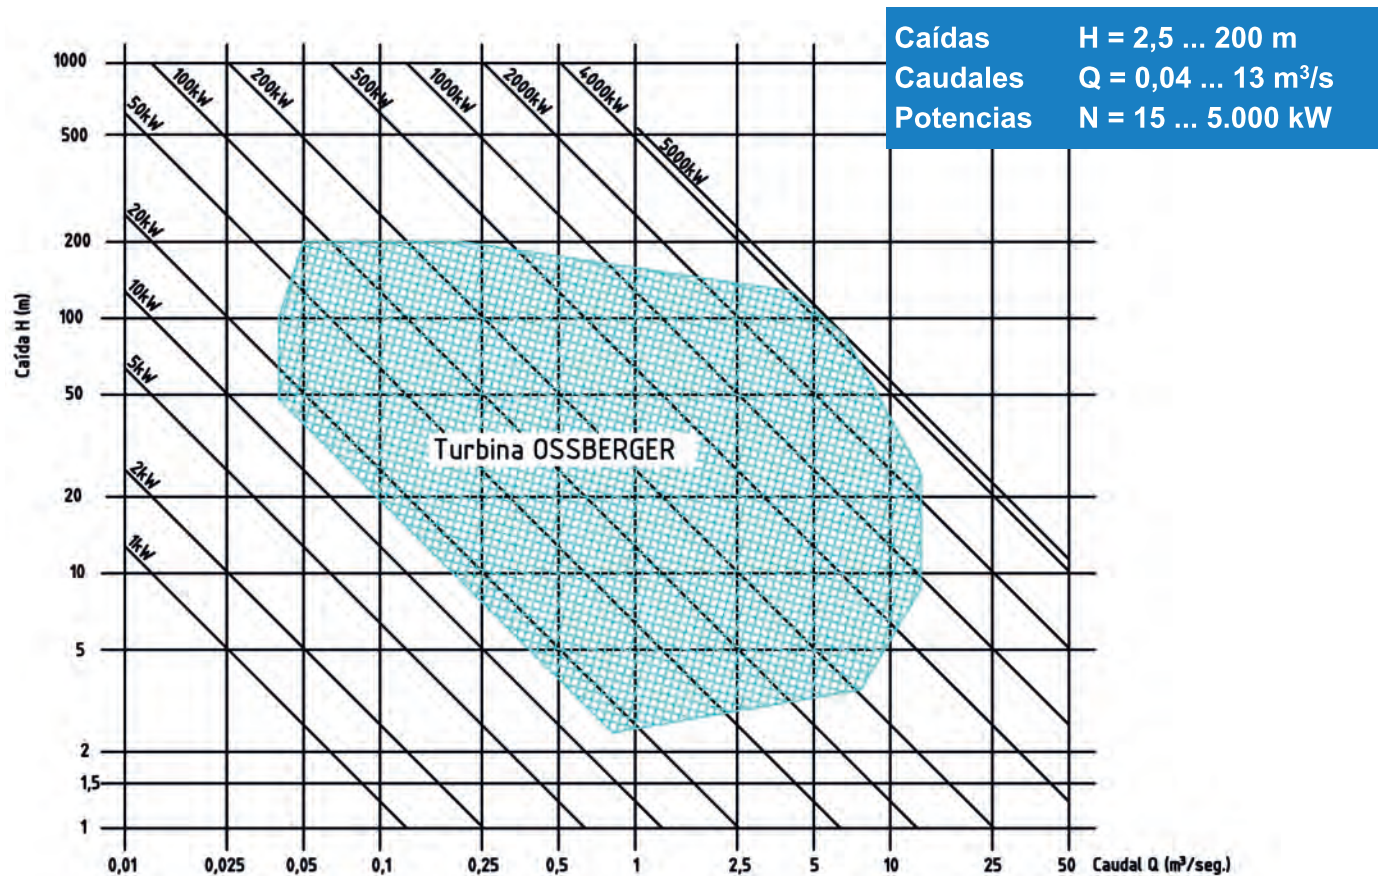 Caídas H = 2,5 ... 200 m
Caudales Q = 0,04 ... 13 m³/s
Potencias N = 15 ... 5.000 kW
1000
500
200
100
50
20
10
5
2
1,5
1
Caída H (m)
100kW
200kW
500kW
1000kW
2000kW
4000kW
5000kW
50kW
20kW
10kW
5kW
2kW
1kW
Turbina OSSBERGER
0,01 0,025 0,05 0,1 0,25 0,5 1 2,5 5 10 25 50 Caudal Q (m³/seg.)